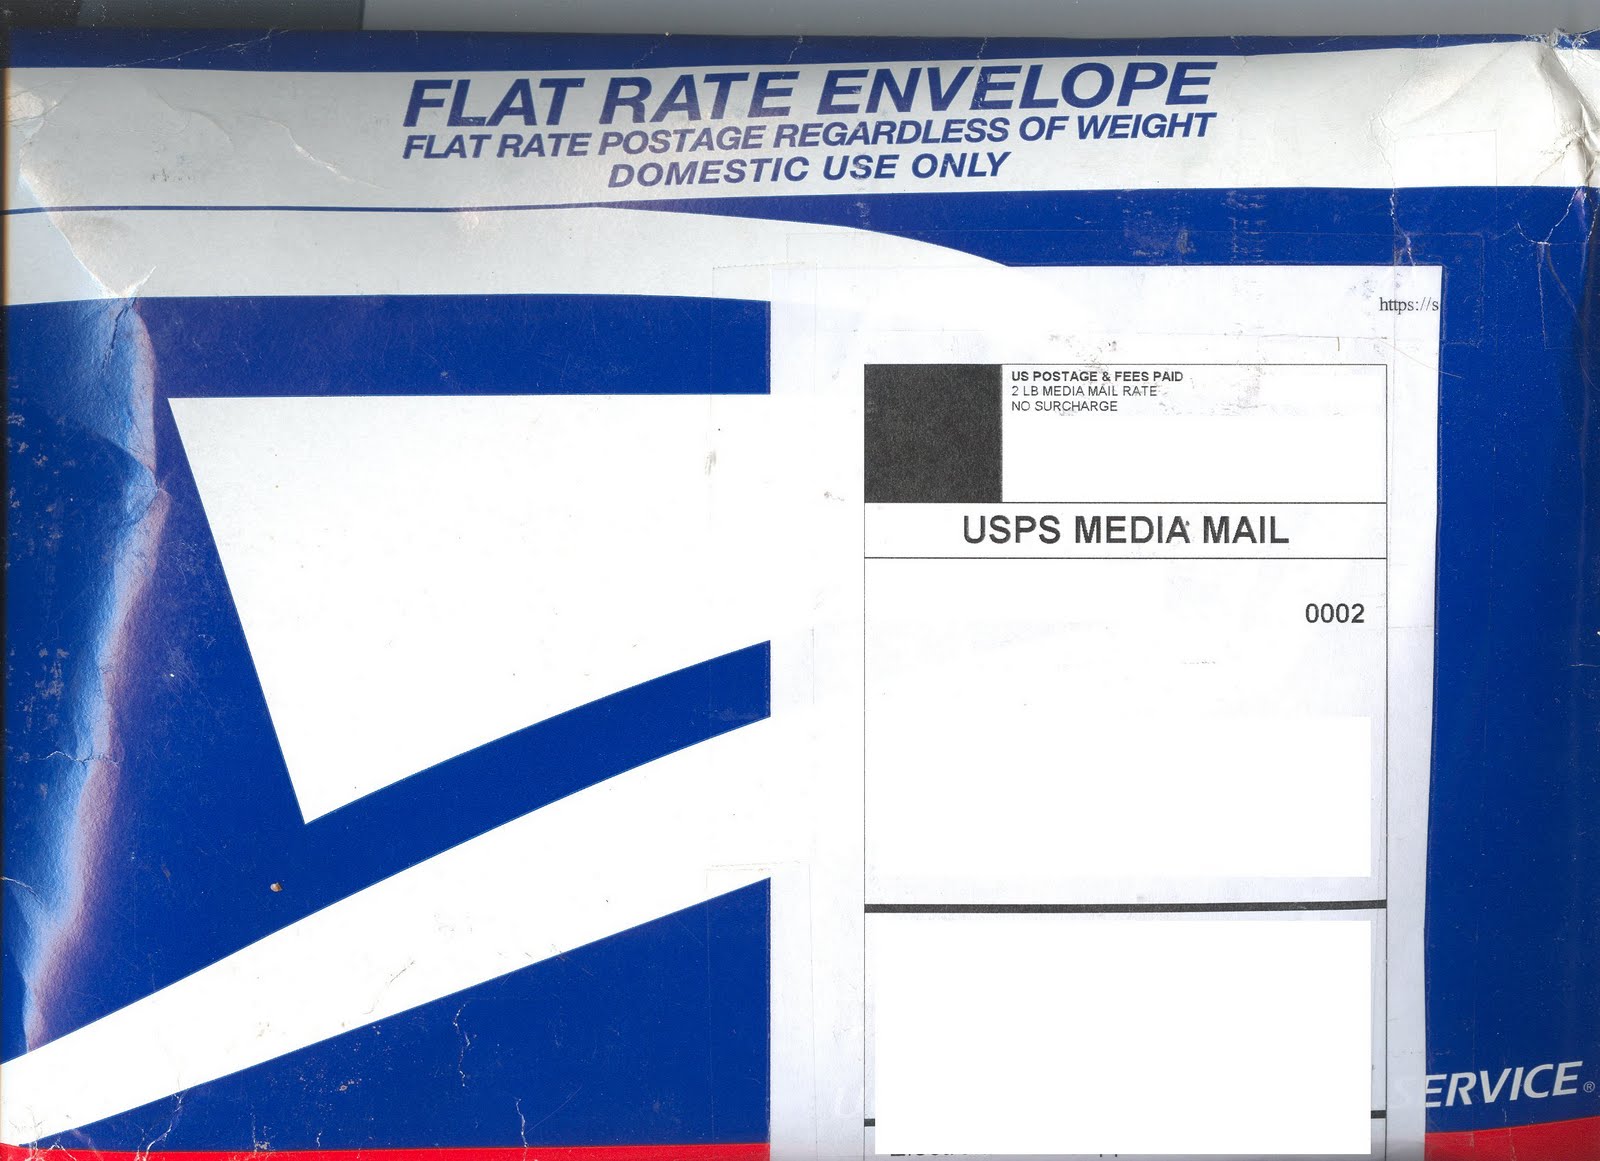 FLAT RATE ENVELOPE
FLAT RATE POSTAGE REGARDLESS OF WEIGHT
DOMESTIC USE ONLY
https://s
US POSTAGE & FEES PAID
2 LB MEDIA MAIL RATE
NO SURCHARGE
USPS MEDIA MAIL
0002
ERVICE®